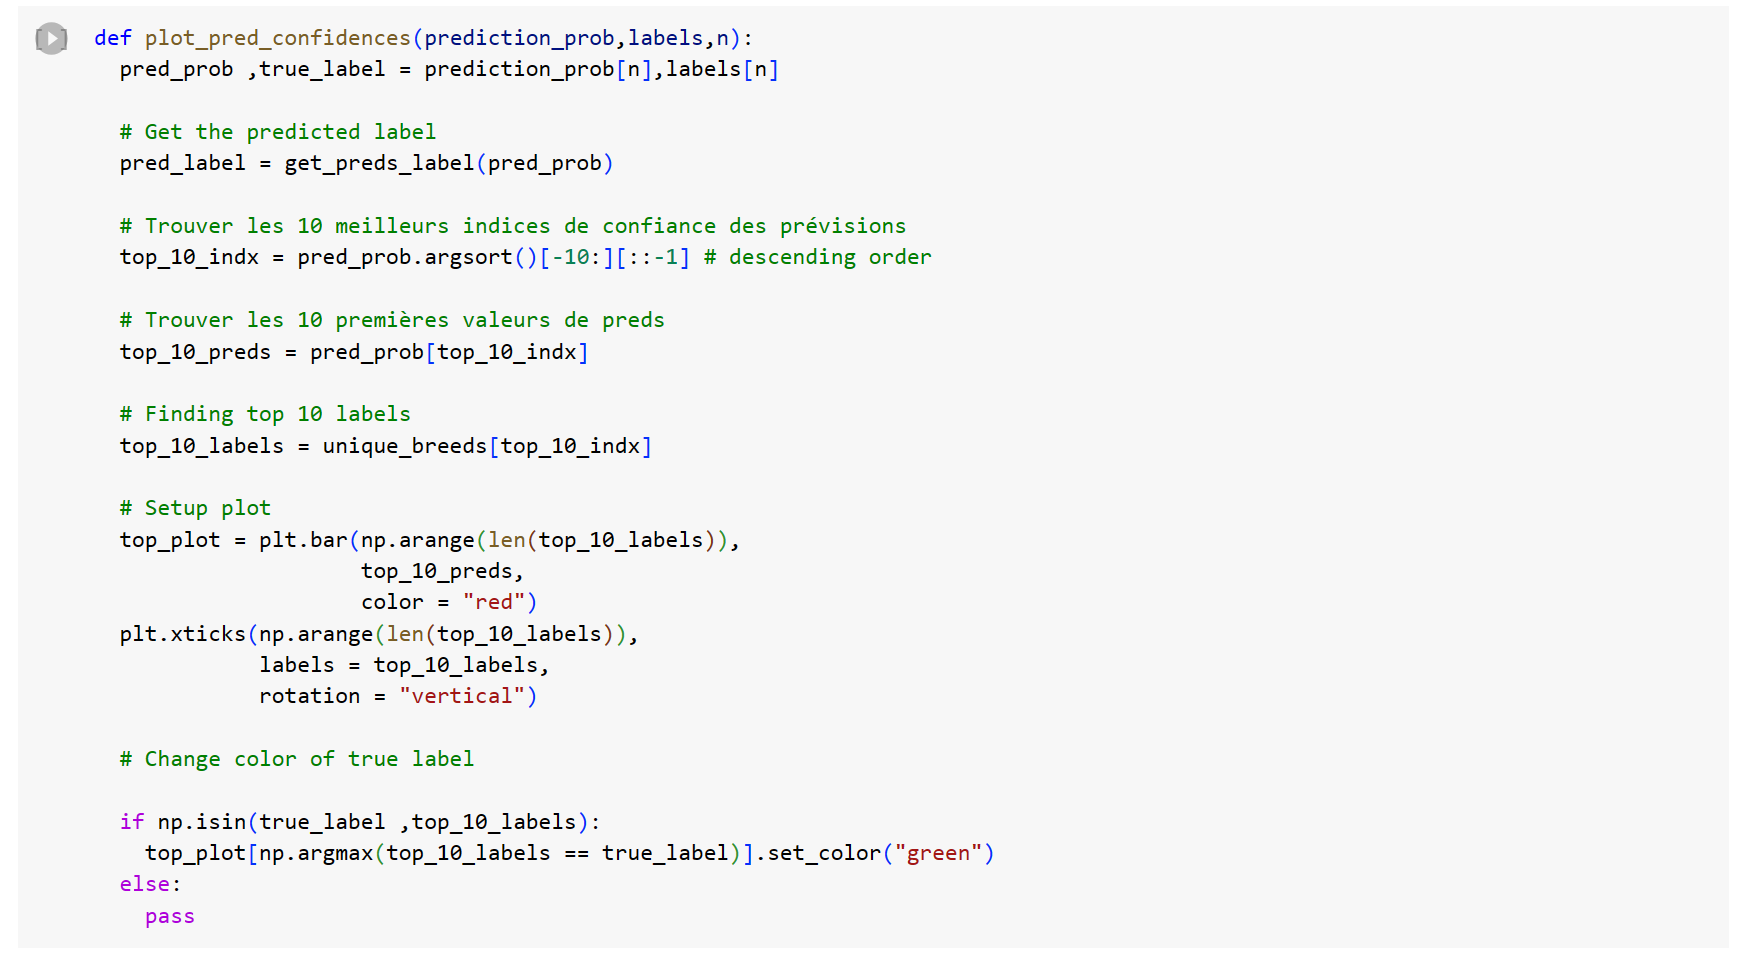 def plot_pred_confidences(prediction_prob,labels,n):
pred_prob ,true_label = prediction_prob[n],labels[n]
# Get the predicted label
pred_label = get_preds_label(pred_prob)
# Trouver les 10 meilleurs indices de confiance des prévisions
top_10_indx = pred_prob.argsort()[-10:][::-1] # descending order
# Trouver les 10 premières valeurs de preds
top_10_preds = pred_prob[top_10_indx]
# Finding top 10 labels
top_10_labels = unique_breeds[top_10_indx]
# Setup plot
top_plot = plt.bar(np.arange(len(top_10_labels)),
top_10_preds,
color = "red")
plt.xticks(np.arange(len(top_10_labels)),
labels = top_10_labels,
rotation = "vertical")
# Change color of true label
if np.isin(true_label ,top_10_labels):
top_plot[np.argmax(top_10_labels == true_label)].set_color("green")
else:
pass